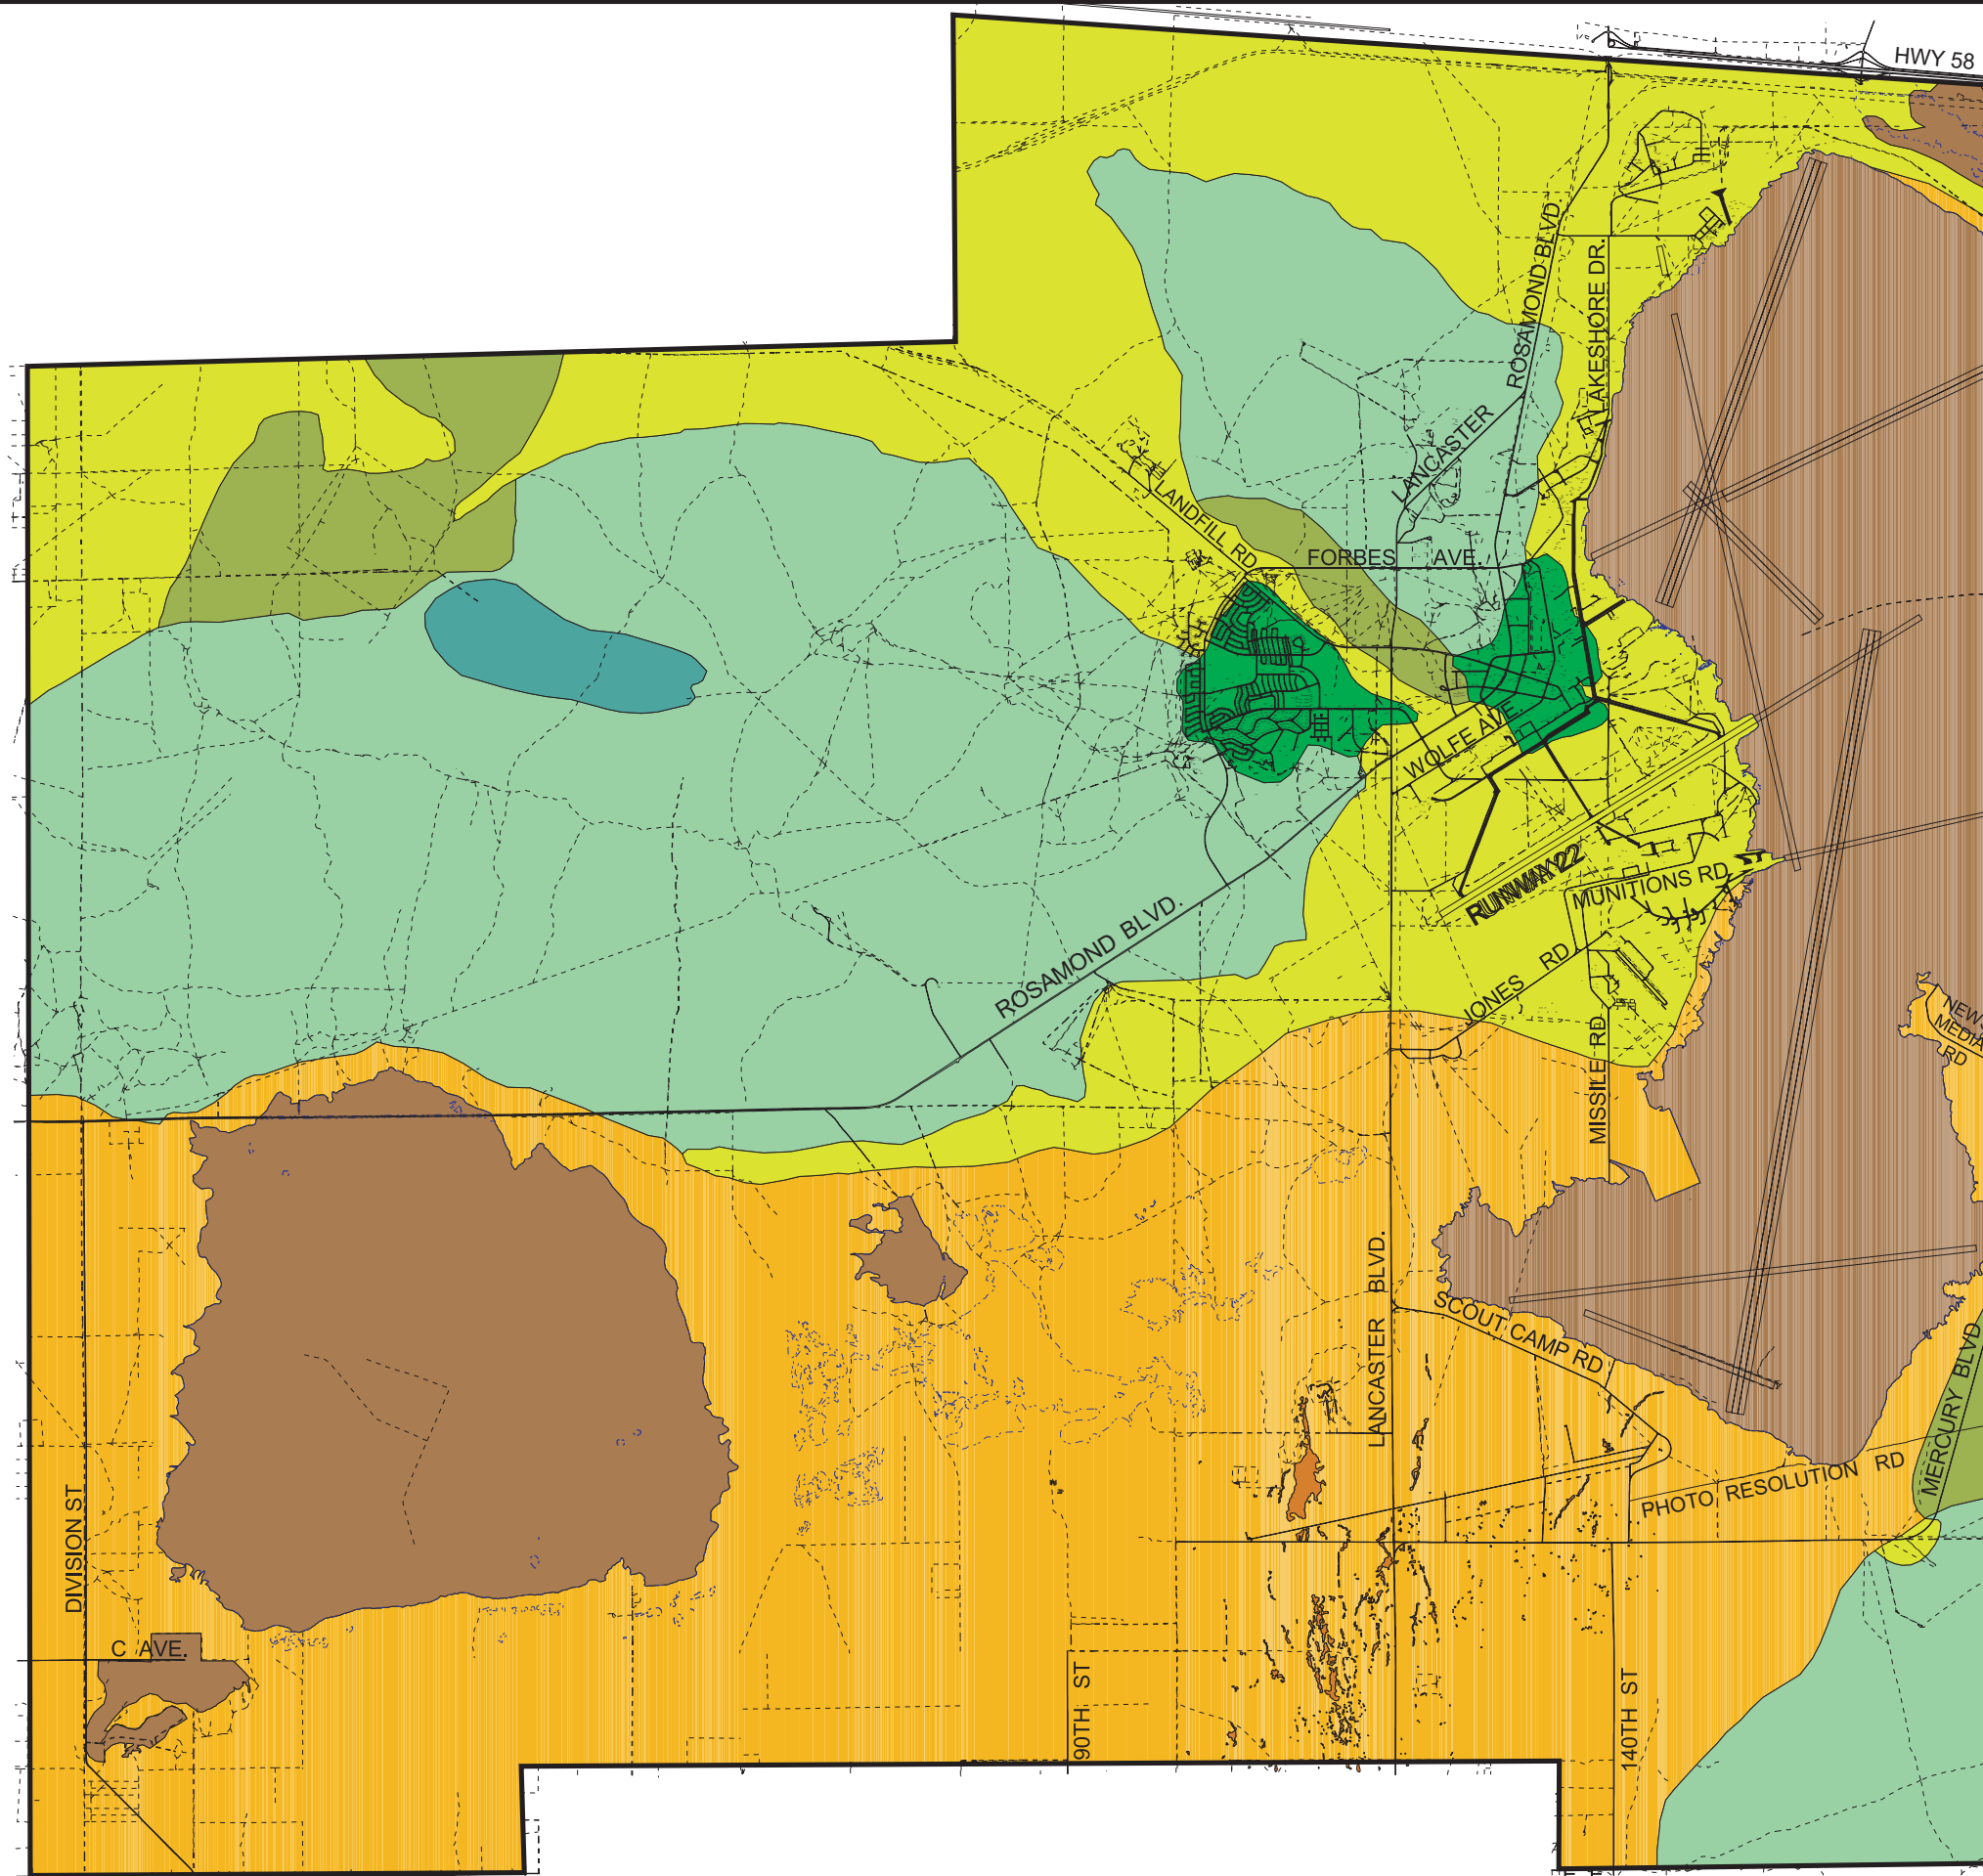 HWY 58
ROSAMOND BLVD.
LAKESHORE DR.
LANCASTER
LANDFILL RD
FORBES AVE.
WOLFE AVE.
RUNWAY 22
MUNITIONS RD
ROSAMOND BLVD.
JONES RD
MISSILE RD
MEDIA
RD
LANCASTER BLVD.
SCOUT CAMP RD
MERCURY BLVD
PHOTO RESOLUTION RD
DIVISION ST
C AVE.
90TH ST
140TH ST